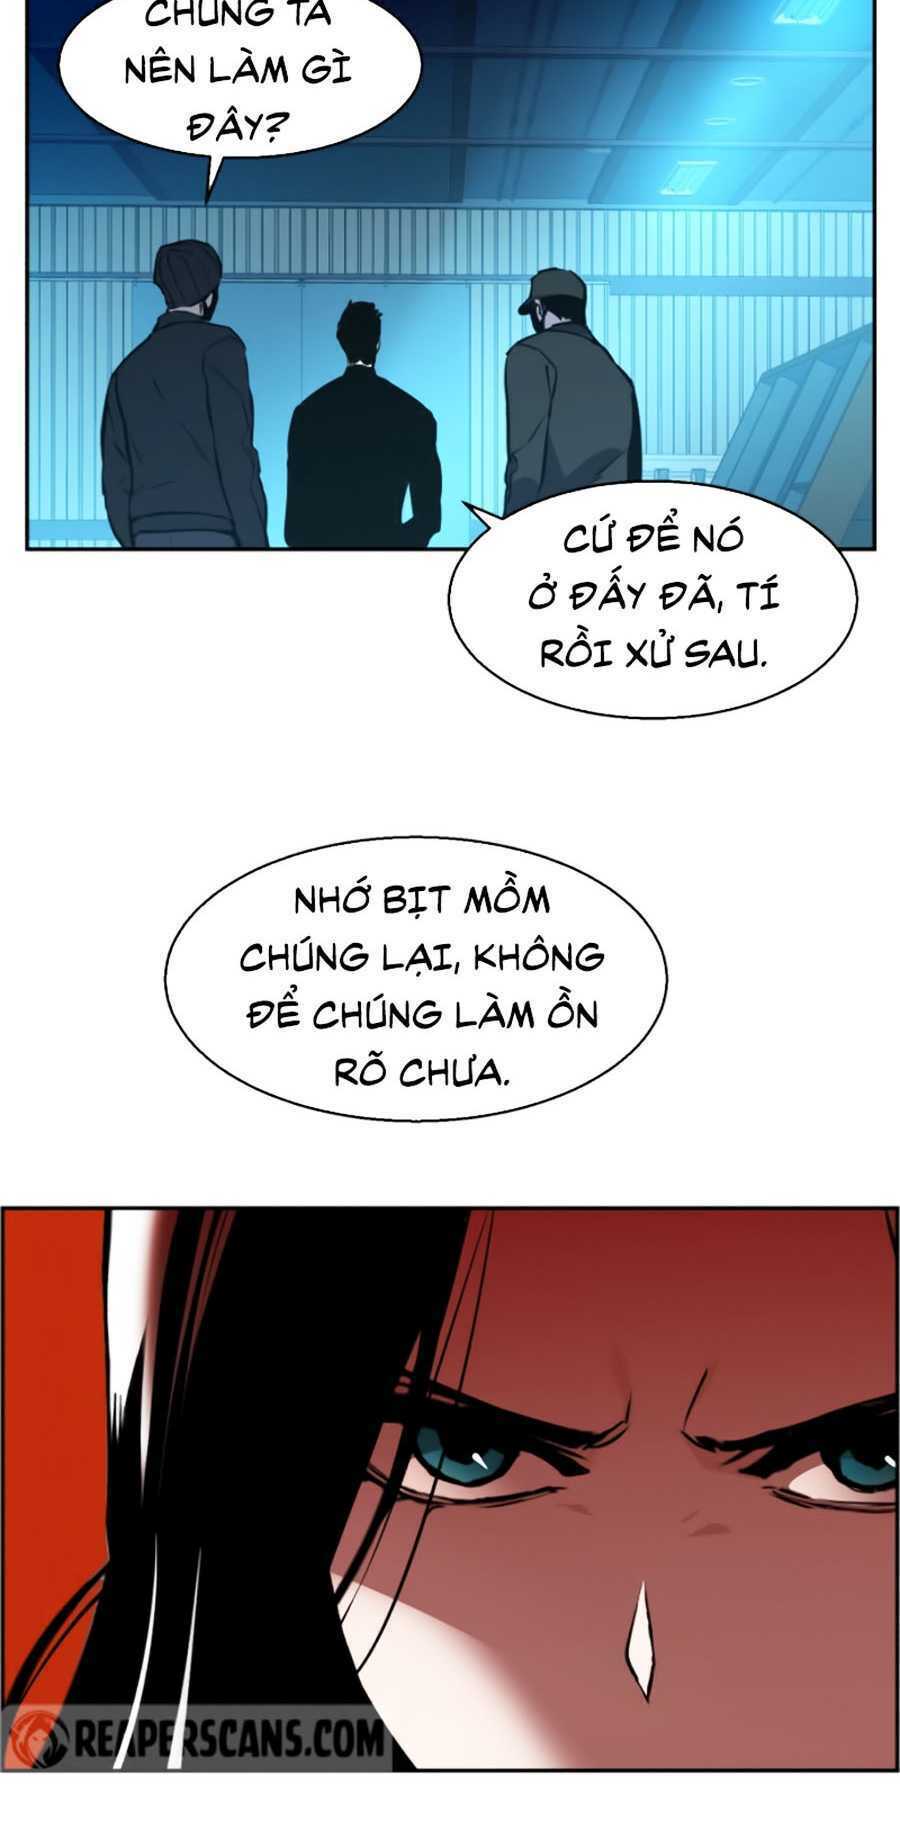 CHÚNG TA
NÊN LÀM GÌ
ĐÂY?
CỨ ĐỂ NÓ
Ở ĐẤY ĐÃ, TÍ
RỒI XỬ SAU.
NHỚ BỊT MỒM
CHÚNG LẠI, KHÔNG
ĐỂ CHÚNG LÀM ỒN
RÕ CHƯA.
REAPERSCANS.COM